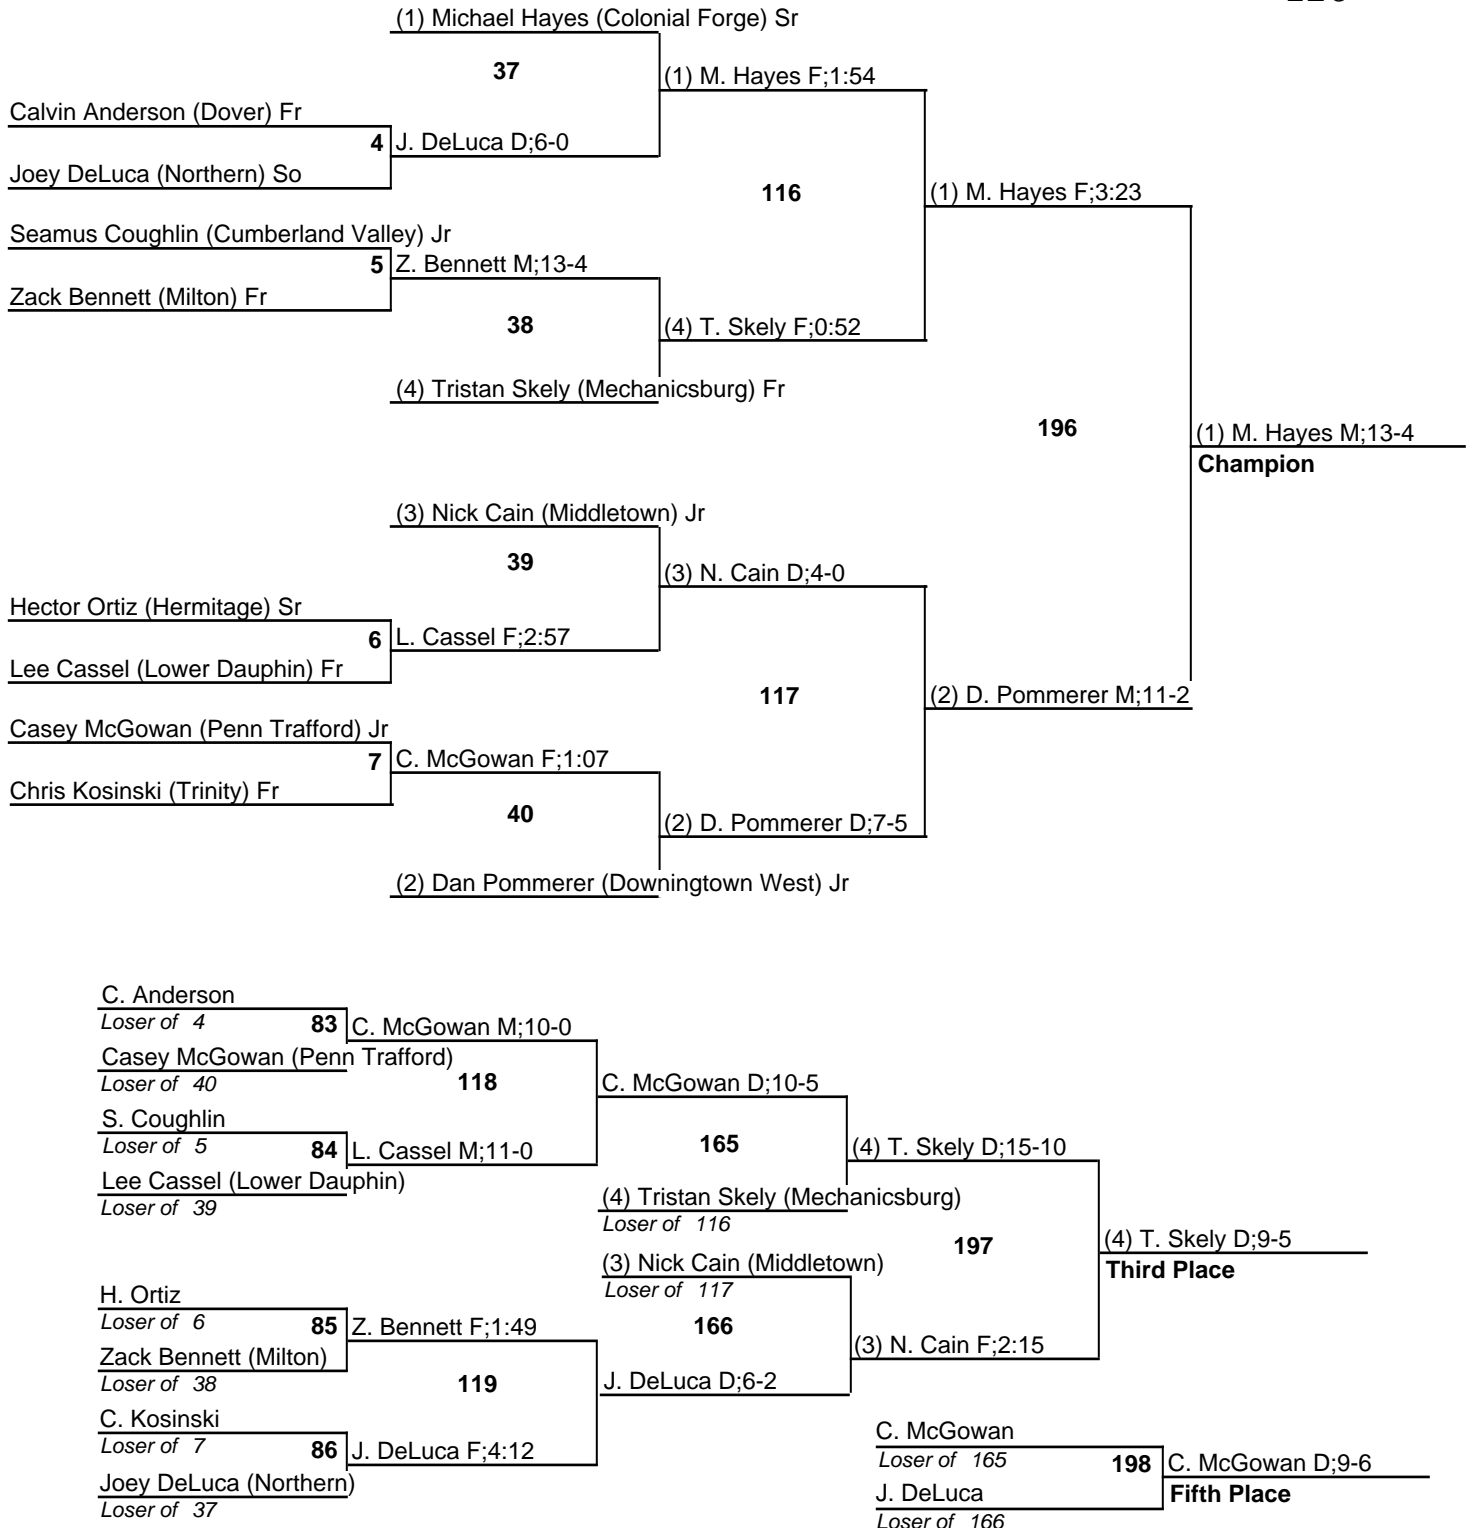 (1) Michael Hayes (Colonial Forge) Sr
37
(1) M. Hayes F;1:54
Calvin Anderson (Dover) Fr
4 J. DeLuca D;6-0
Joey DeLuca (Northern) So
116
(1) M. Hayes F;3:23
Seamus Coughlin (Cumberland Valley) Jr
5 Z. Bennett M;13-4
Zack Bennett (Milton) Fr
38
(4) T. Skely F;0:52
(4) Tristan Skely (Mechanicsburg) Fr
196
(1) M. Hayes M;13-4
Champion
(3) Nick Cain (Middletown) Jr
39
(3) N. Cain D;4-0
Hector Ortiz (Hermitage) Sr
6 L. Cassel F;2:57
Lee Cassel (Lower Dauphin) Fr
117
(2) D. Pommerer M;11-2
Casey McGowan (Penn Trafford) Jr
7 C. McGowan F;1:07
Chris Kosinski (Trinity) Fr
40
(2) D. Pommerer D;7-5
(2) Dan Pommerer (Downingtown West) Jr
C. Anderson
Loser of 4
83 C. McGowan M;10-0
Casey McGowan (Penn Trafford)
Loser of 40
118
C. McGowan D;10-5
S. Coughlin
Loser of 5
84 L. Cassel M;11-0
Lee Cassel (Lower Dauphin)
Loser of 39
165
(4) T. Skely D;15-10
(4) Tristan Skely (Mechanicsburg)
Loser of 116
197
(4) T. Skely D;9-5
Third Place
(3) Nick Cain (Middletown)
Loser of 117
H. Ortiz
Loser of 6
85 Z. Bennett F;1:49
166
(3) N. Cain F;2:15
Zack Bennett (Milton)
Loser of 38
119
J. DeLuca D;6-2
C. Kosinski
Loser of 7
86 J. DeLuca F;4:12
Joey DeLuca (Northern)
Loser of 37
C. McGowan
Loser of 165
198 C. McGowan D;9-6
J. DeLuca
Fifth Place
Loser of 166